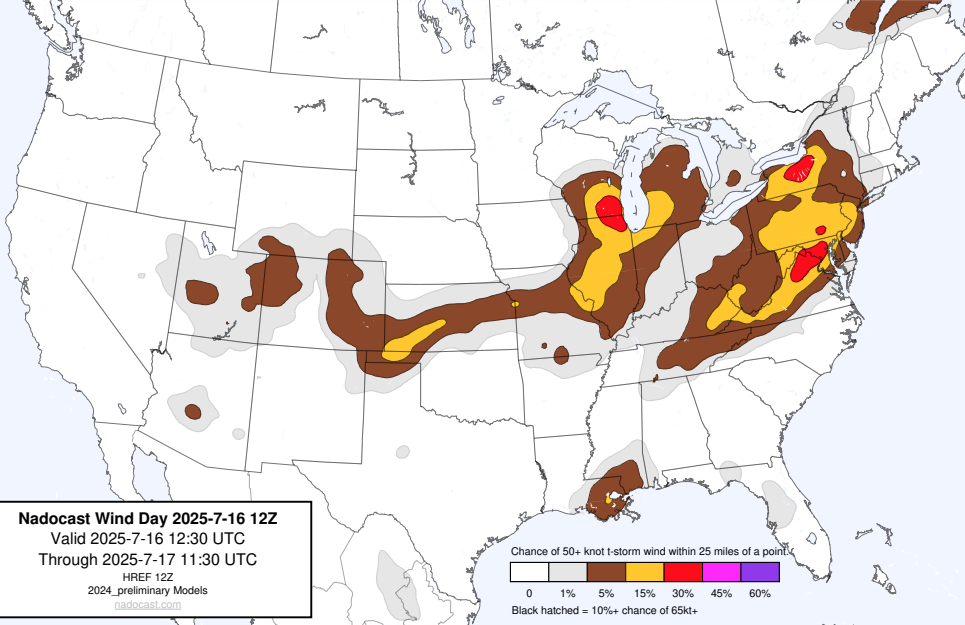 Nadocast Wind Day 2025-7-16 12Z
Valid 2025-7-16 12:30 UTC
Through 2025-7-17 11:30 UTC
HREF 12Z
2024_preliminary Models
nadocast.com
Chance of 50+ knot t-storm wind within 25 miles of a point.
0 1% 5% 15% 30% 45% 60%
Black hatched = 10%+ chance of 65kt+